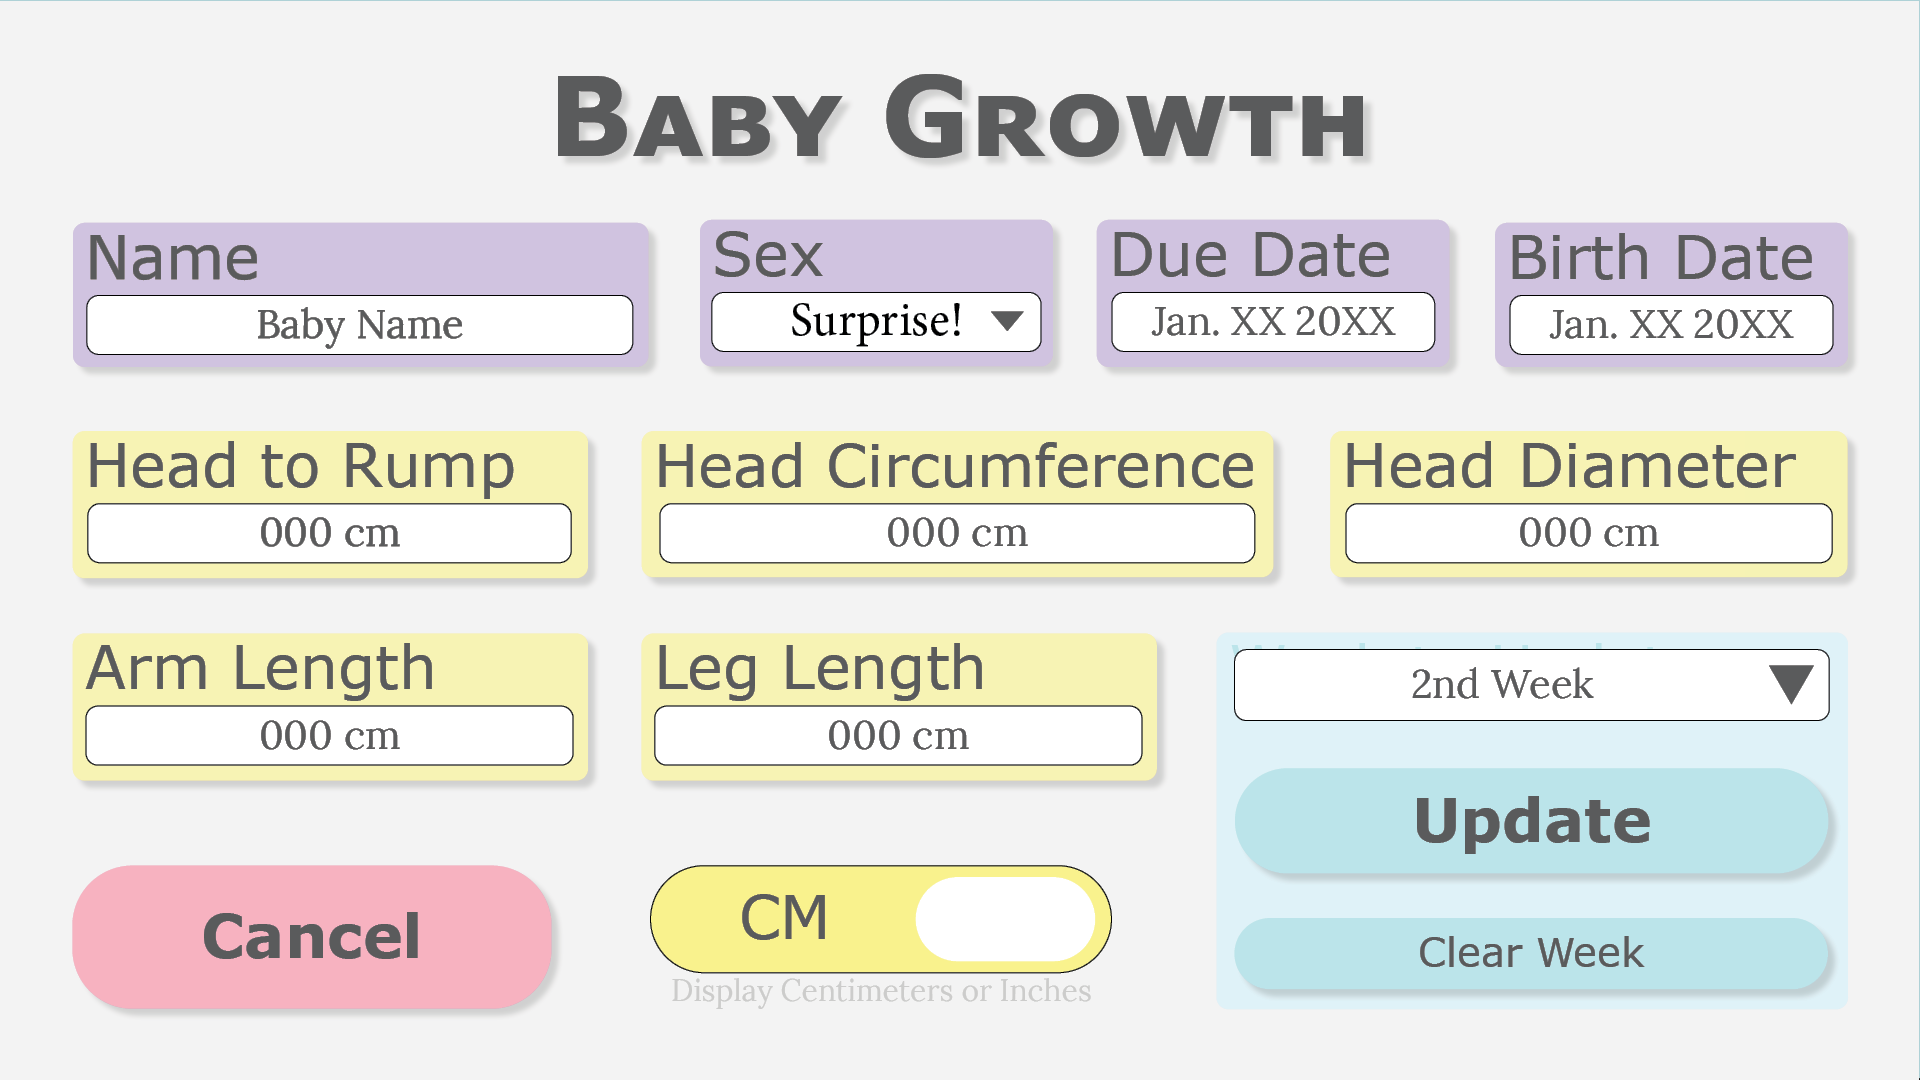 BABY GROWTH
Name
Baby Name
Sex
Surprise!
Due Date
Jan. XX 20XX
Birth Date
Jan. XX 20XX
Head to Rump
000 cm
Head Circumference
000 cm
Head Diameter
000 cm
Arm Length
000 cm
Leg Length
000 cm
2nd Week
Update
Clear Week
Cancel
CM
Display Centimeters or Inches